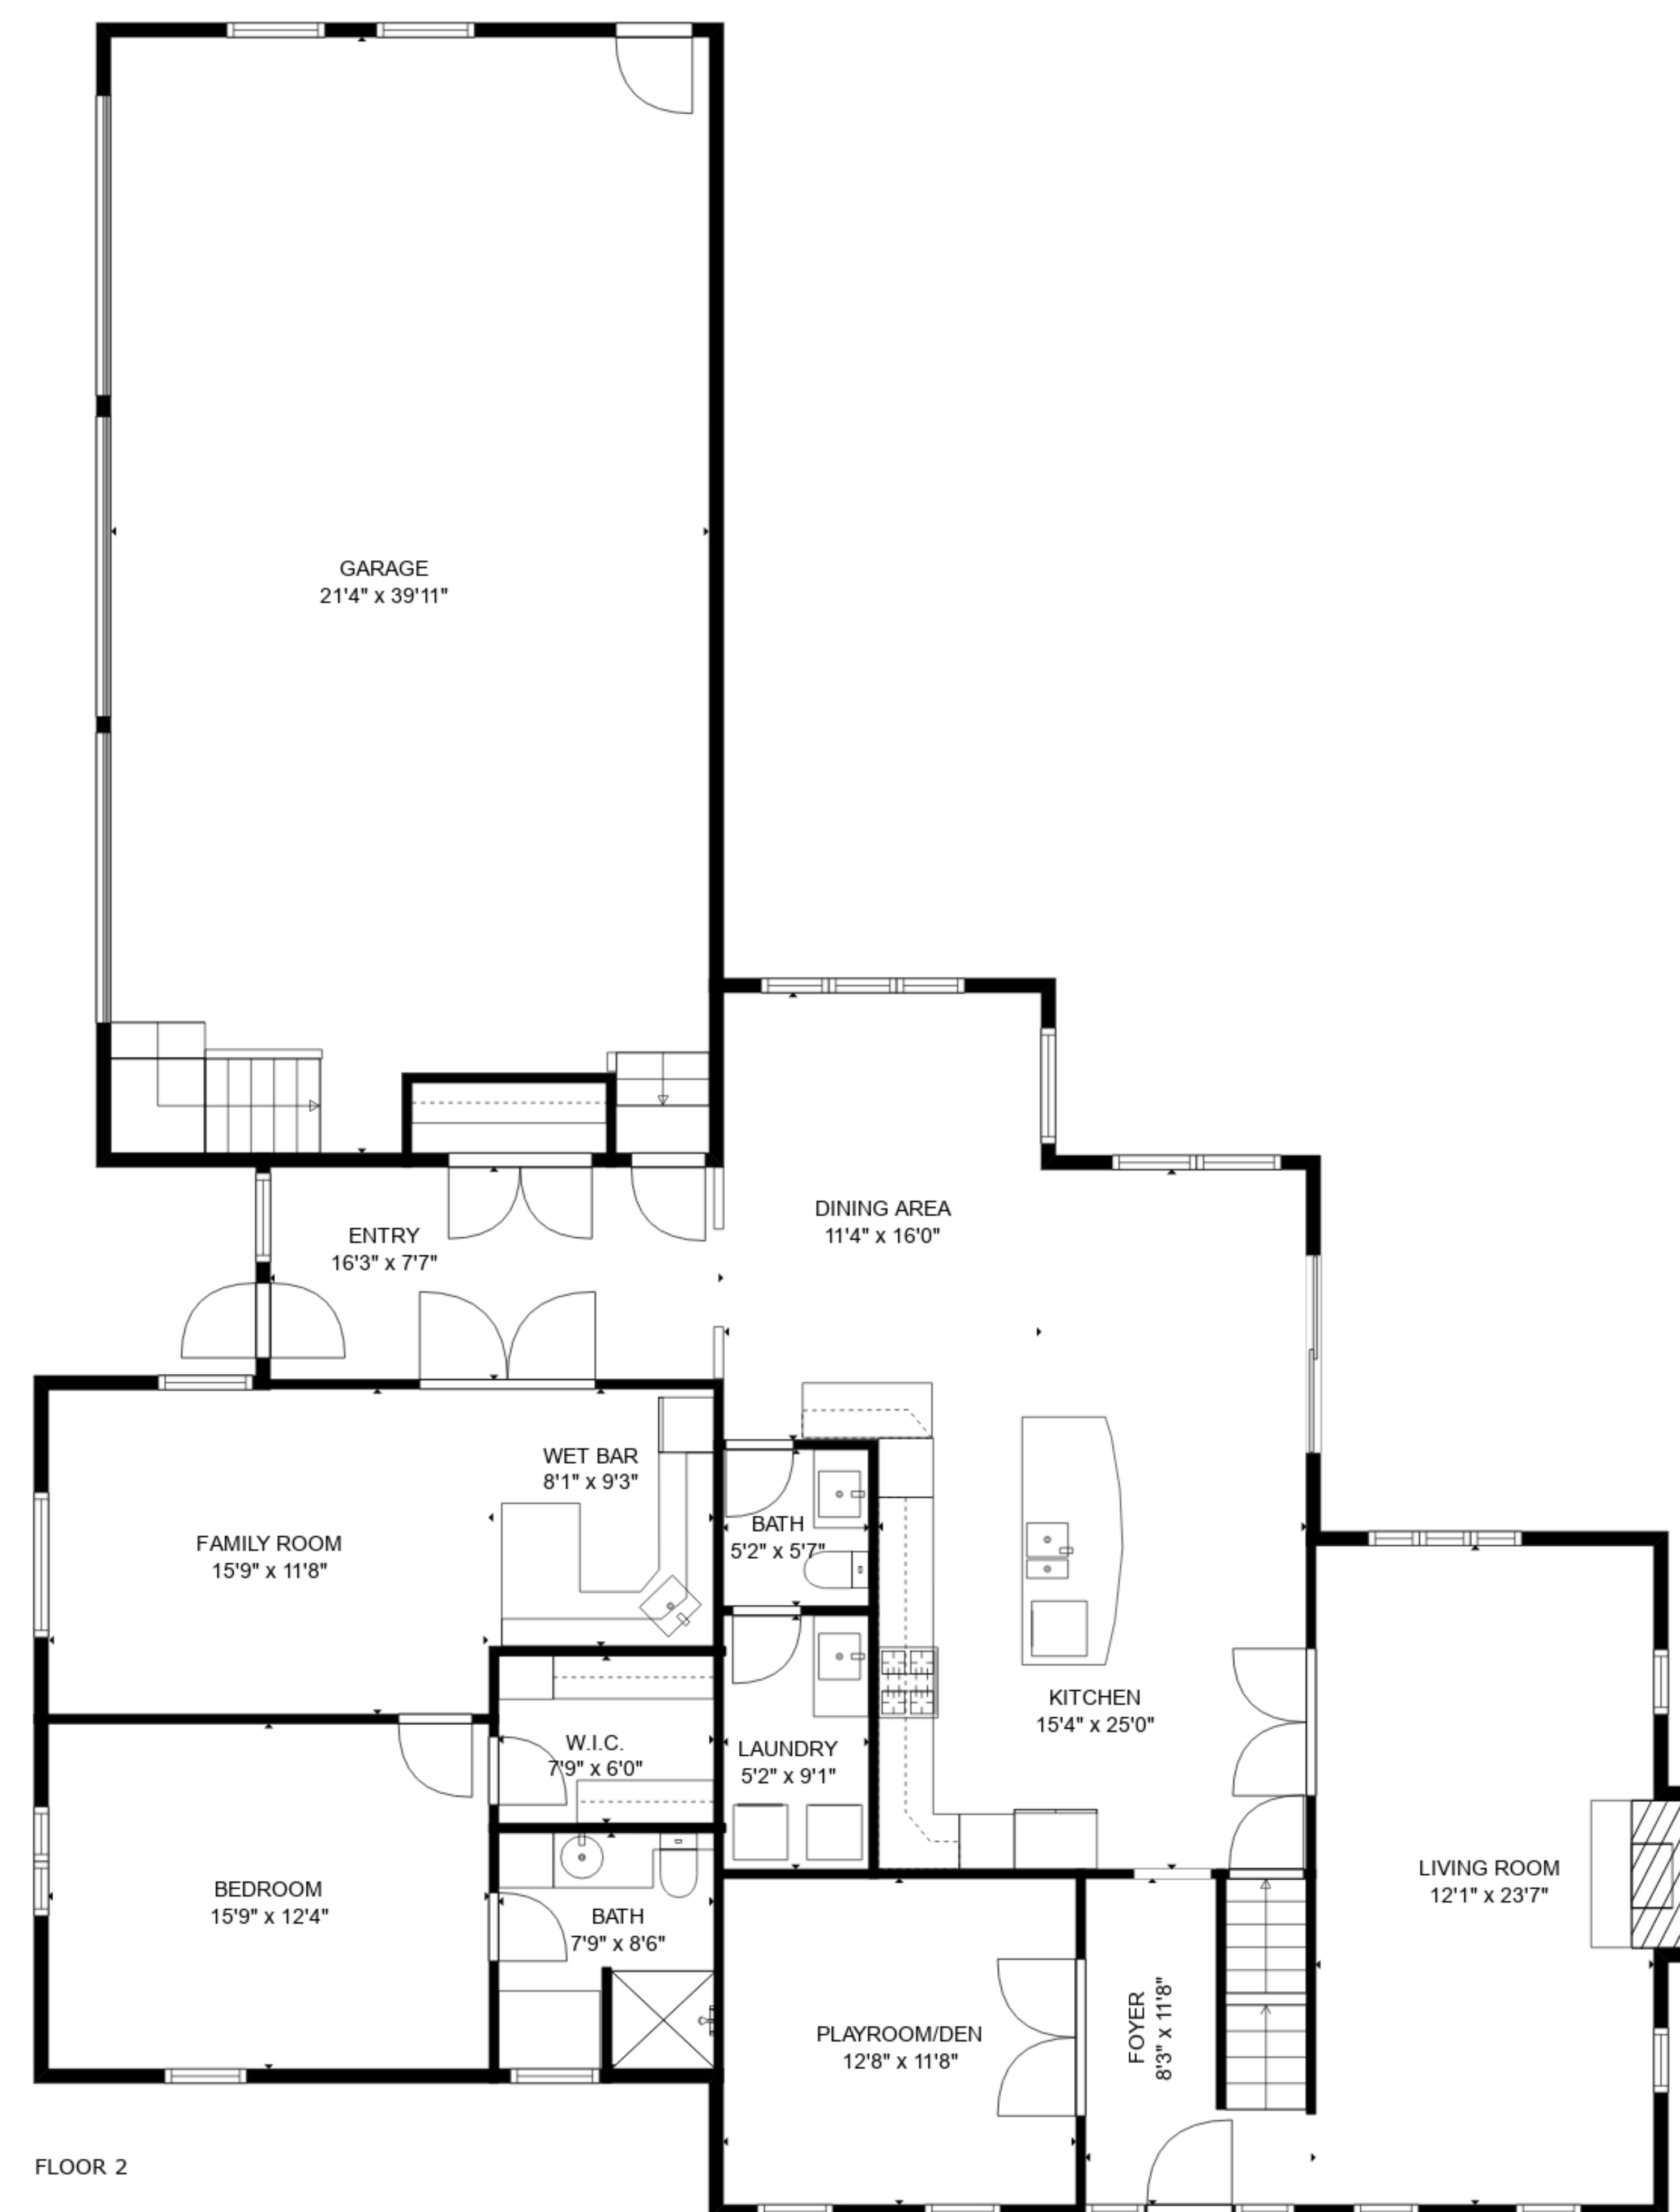 GARAGE
21'4" x 39'11"
DINING AREA
11'4" x 16'0"
ENTRY
16'3" x 7'7"
WET BAR
8'1" x 9'3"
FAMILY ROOM
15'9" x 11'8"
BATH
5'2" x 5'7"
KITCHEN
15'4" x 25'0"
W.I.C.
7'9" x 6'0"
LAUNDRY
5'2" x 9'1"
LIVING ROOM
12'1" x 23'7"
BEDROOM
15'9" x 12'4"
BATH
7'9" x 8'6"
PLAYROOM/DEN
12'8" x 11'8"
FOYER
8'3" x 11'8"
FLOOR 2